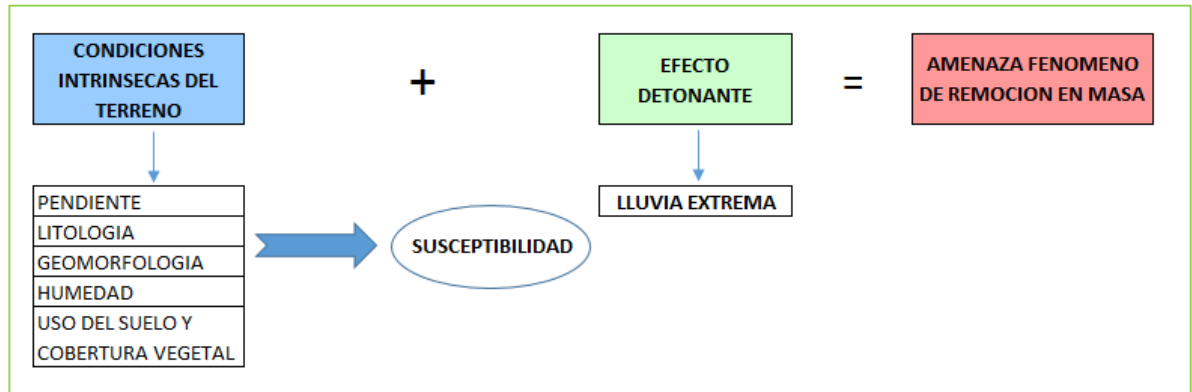 CONDICIONES
INTRINSECAS DEL
TERRENO
+
EFECTO
DETONANTE
=
AMENAZA FENOMENO
DE REMOCION EN MASA
PENDIENTE
LITOLOGIA
GEOMORFOLOGIA
HUMEDAD
USO DEL SUELO Y
COBERTURA VEGETAL
SUSCEPTIBILIDAD
LLUVIA EXTREMA